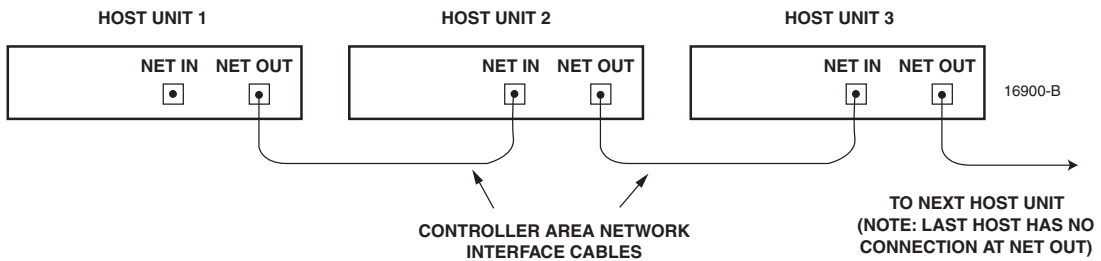 HOST UNIT 1
HOST UNIT 2
HOST UNIT 3
NET IN NET OUT
NET IN NET OUT
NET IN NET OUT
16900-B
CONTROLLER AREA NETWORK
INTERFACE CABLES
TO NEXT HOST UNIT
(NOTE: LAST HOST HAS NO
CONNECTION AT NET OUT)